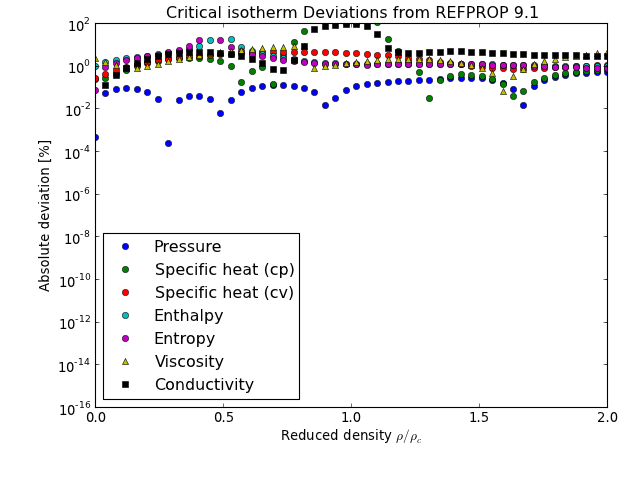 Critical isotherm Deviations from REFPROP 9.1
10^2
10^0
10^-2
10^-4
10^-6
10^-8
10^-10
10^-12
10^-14
10^-16
Absolute deviation [%]
Pressure
Specific heat (cp)
Specific heat (cv)
Enthalpy
Entropy
Viscosity
Conductivity
0.0 0.5 1.0 1.5 2.0
Reduced density ρ/ρ_c